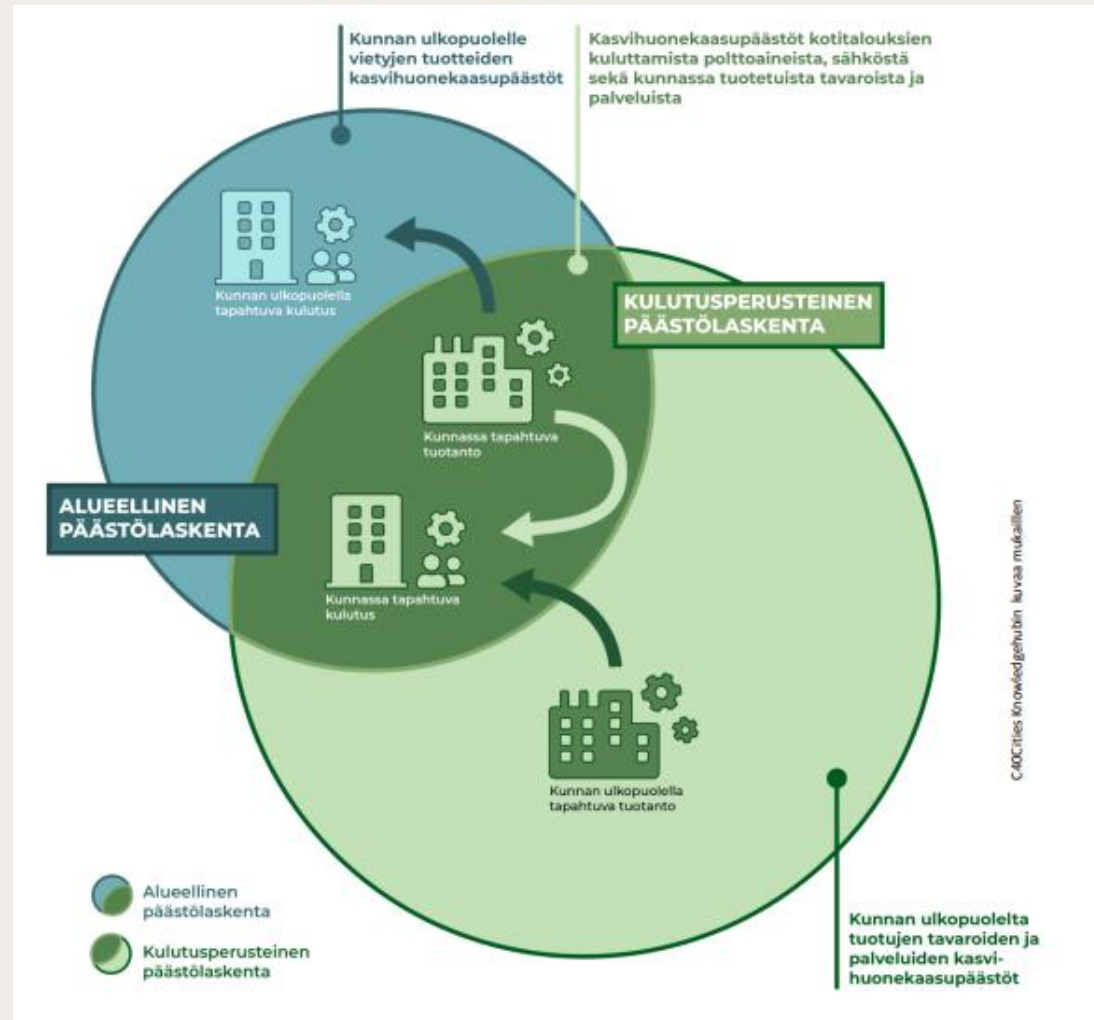 Kunnan ulkopuolelle
vietyjen tuotteiden
kasvihuonekaasupäästöt
Kasvihuonekaasupäästöt kotitalouksien
kuluttamista polttoaineista, sähköstä
sekä kunnassa tuotetuista tavaroista ja
palveluista
Kunnan ulkopuolella
tapahtuva kulutus
KULUTUSPERUSTEINEN
PÄÄSTÖLASKENTA
Kunnassa tapahtuva
tuotanto
ALUEELLINEN
PÄÄSTÖLASKENTA
Kunnassa tapahtuva
kulutus
Kunnan ulkopuolella
tapahtuva tuotanto
C40Cities Knowledgehubin kuvaa mukaillen
Alueellinen
päästölaskenta
Kulutusperusteinen
päästölaskenta
Kunnan ulkopuolelta
tuotujen tavaroiden ja
palveluiden kasvi-
huonekaasupäästöt